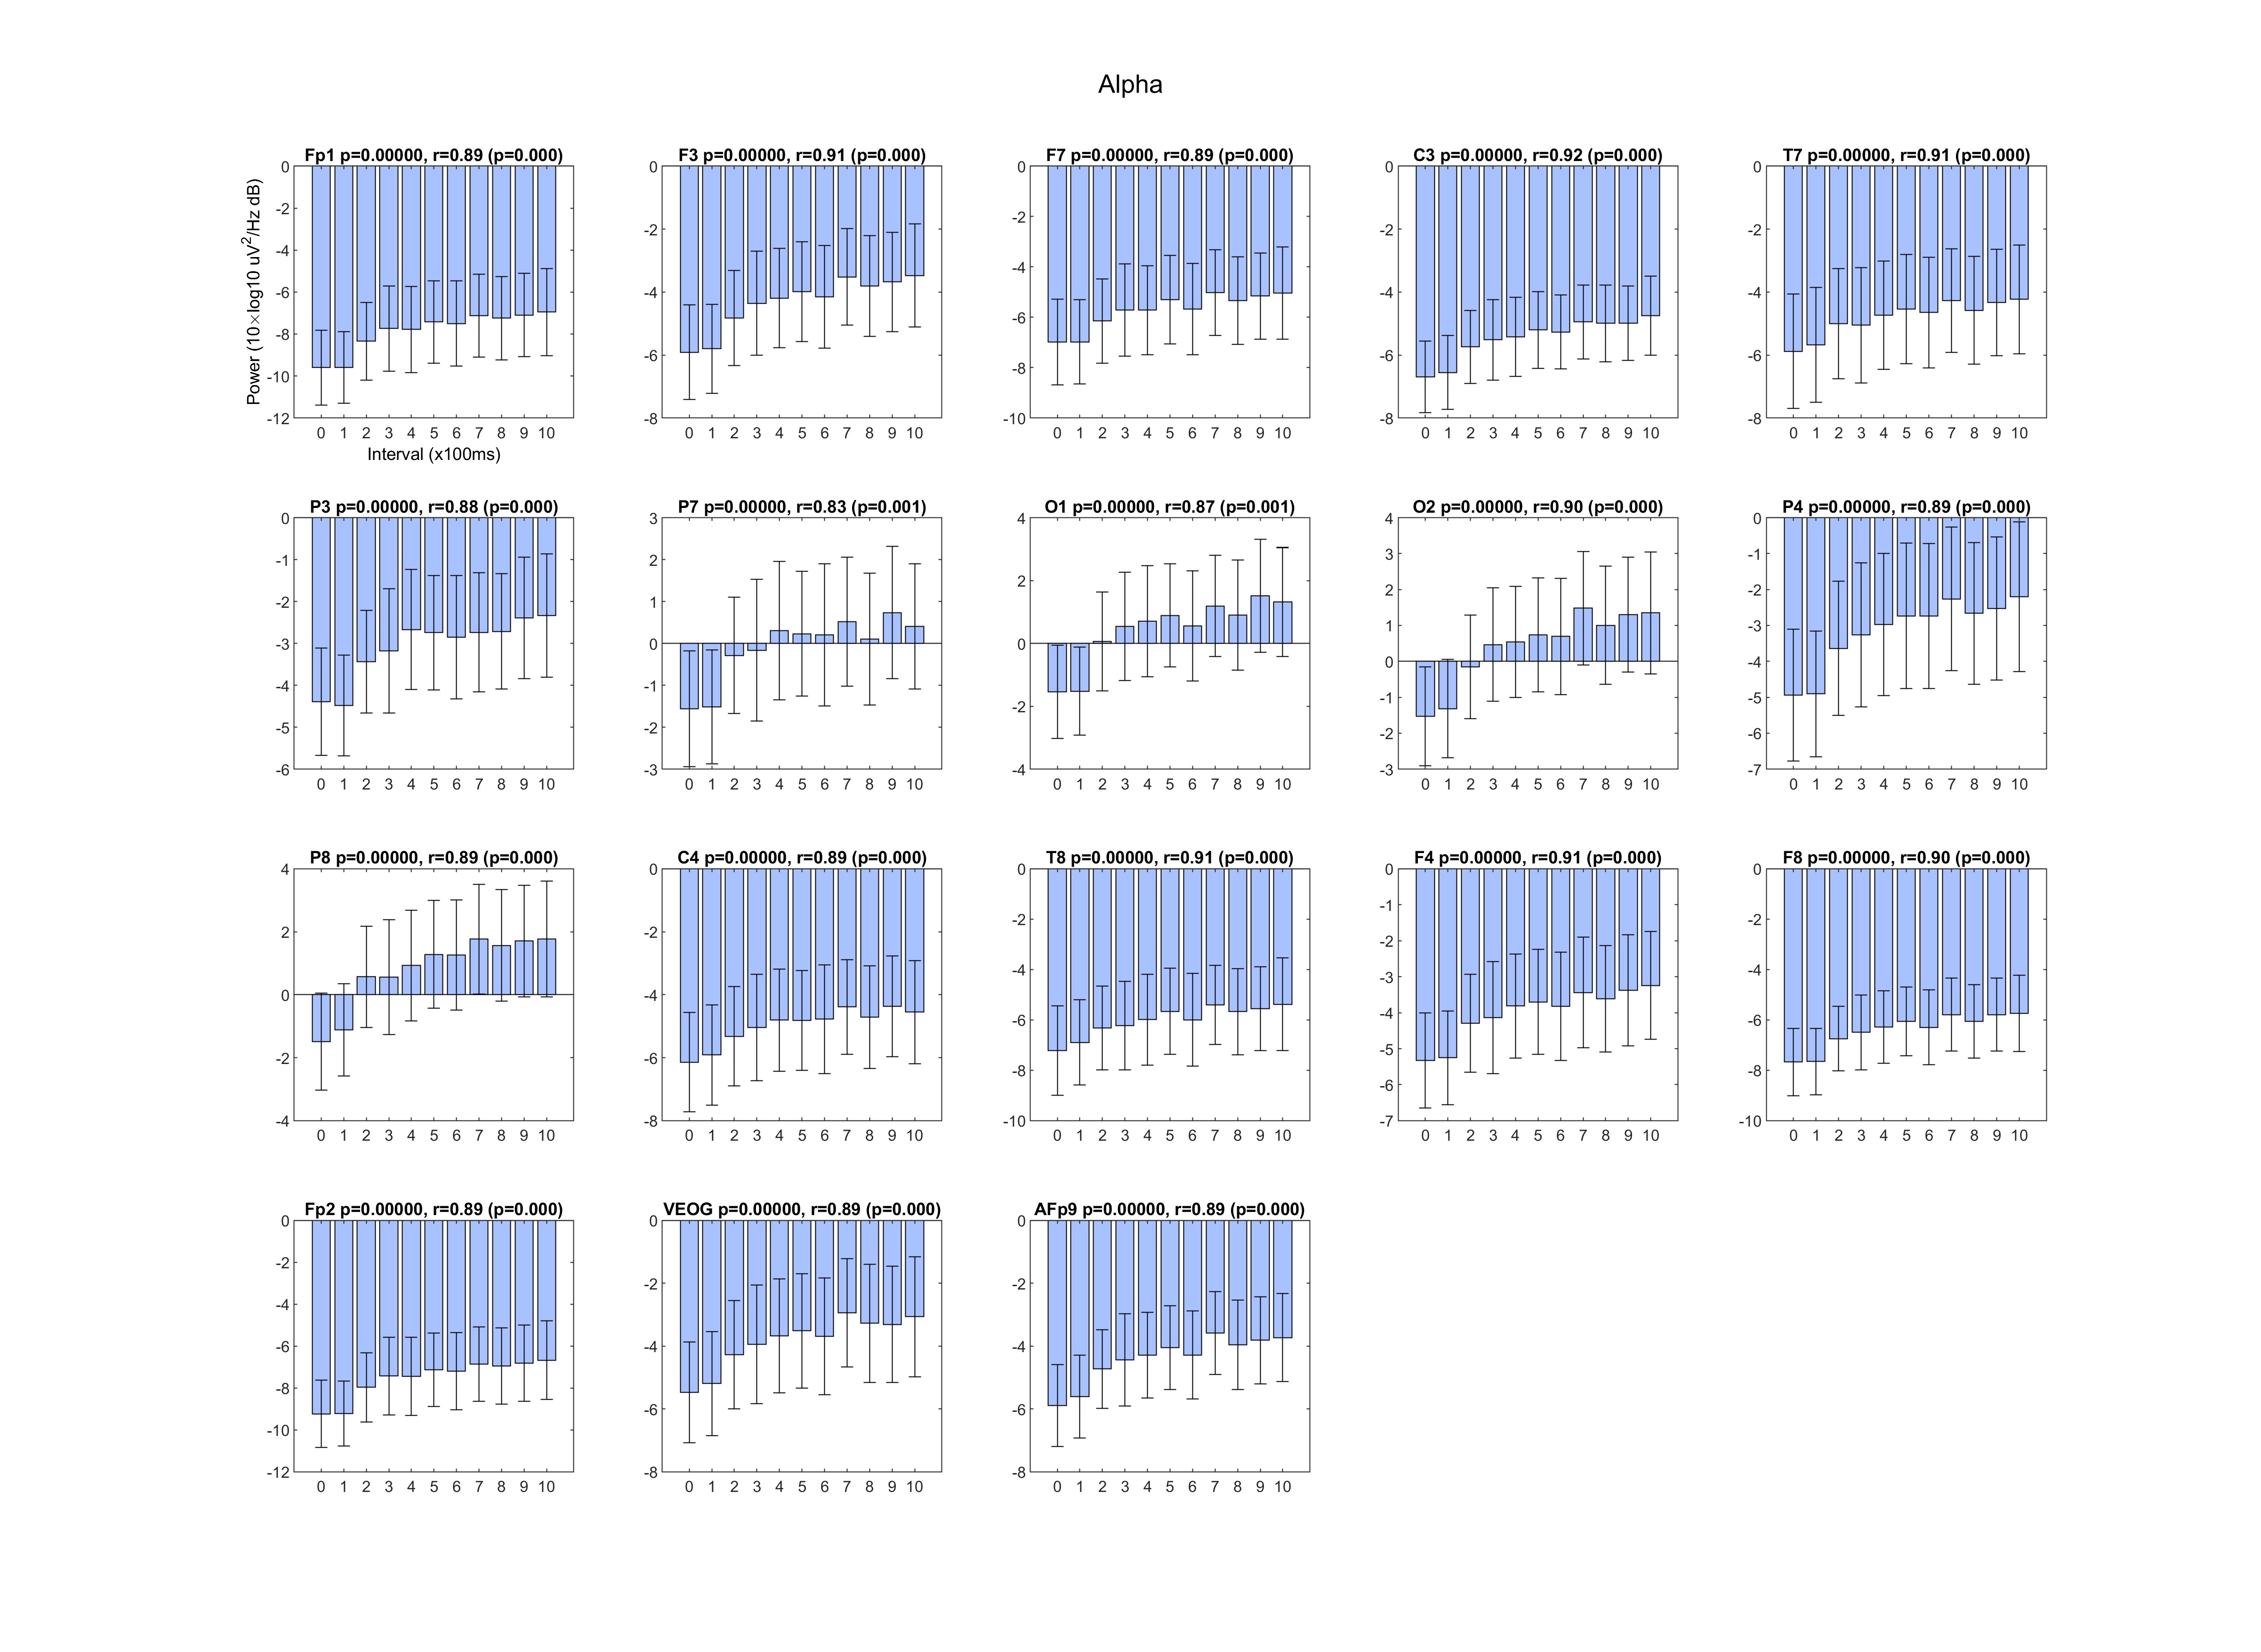 Alpha
Fp1 p=0.00000, r=0.89 (p=0.000)
Power (10×log10 uV²/Hz dB)
0
-2
-4
-6
-8
-10
-12
0 1 2 3 4 5 6 7 8 9 10
Interval (x100ms)
F3 p=0.00000, r=0.91 (p=0.000)
0
-2
-4
-6
-8
0 1 2 3 4 5 6 7 8 9 10
F7 p=0.00000, r=0.89 (p=0.000)
0
-2
-4
-6
-8
-10
0 1 2 3 4 5 6 7 8 9 10
C3 p=0.00000, r=0.92 (p=0.000)
0
-2
-4
-6
-8
0 1 2 3 4 5 6 7 8 9 10
T7 p=0.00000, r=0.91 (p=0.000)
0
-2
-4
-6
-8
0 1 2 3 4 5 6 7 8 9 10
P3 p=0.00000, r=0.88 (p=0.000)
0
-1
-2
-3
-4
-5
-6
0 1 2 3 4 5 6 7 8 9 10
P7 p=0.00000, r=0.83 (p=0.001)
3
2
1
0
-1
-2
-3
0 1 2 3 4 5 6 7 8 9 10
O1 p=0.00000, r=0.87 (p=0.001)
4
2
0
-2
-4
0 1 2 3 4 5 6 7 8 9 10
O2 p=0.00000, r=0.90 (p=0.000)
4
3
2
1
0
-1
-2
-3
0 1 2 3 4 5 6 7 8 9 10
P4 p=0.00000, r=0.89 (p=0.000)
0
-1
-2
-3
-4
-5
-6
-7
0 1 2 3 4 5 6 7 8 9 10
P8 p=0.00000, r=0.89 (p=0.000)
4
2
0
-2
-4
0 1 2 3 4 5 6 7 8 9 10
C4 p=0.00000, r=0.89 (p=0.000)
0
-2
-4
-6
-8
0 1 2 3 4 5 6 7 8 9 10
T8 p=0.00000, r=0.91 (p=0.000)
0
-2
-4
-6
-8
-10
0 1 2 3 4 5 6 7 8 9 10
F4 p=0.00000, r=0.91 (p=0.000)
0
-1
-2
-3
-4
-5
-6
-7
0 1 2 3 4 5 6 7 8 9 10
F8 p=0.00000, r=0.90 (p=0.000)
0
-2
-4
-6
-8
-10
0 1 2 3 4 5 6 7 8 9 10
Fp2 p=0.00000, r=0.89 (p=0.000)
0
-2
-4
-6
-8
-10
-12
0 1 2 3 4 5 6 7 8 9 10
VEOG p=0.00000, r=0.89 (p=0.000)
0
-2
-4
-6
-8
0 1 2 3 4 5 6 7 8 9 10
AFp9 p=0.00000, r=0.89 (p=0.000)
0
-2
-4
-6
-8
0 1 2 3 4 5 6 7 8 9 10